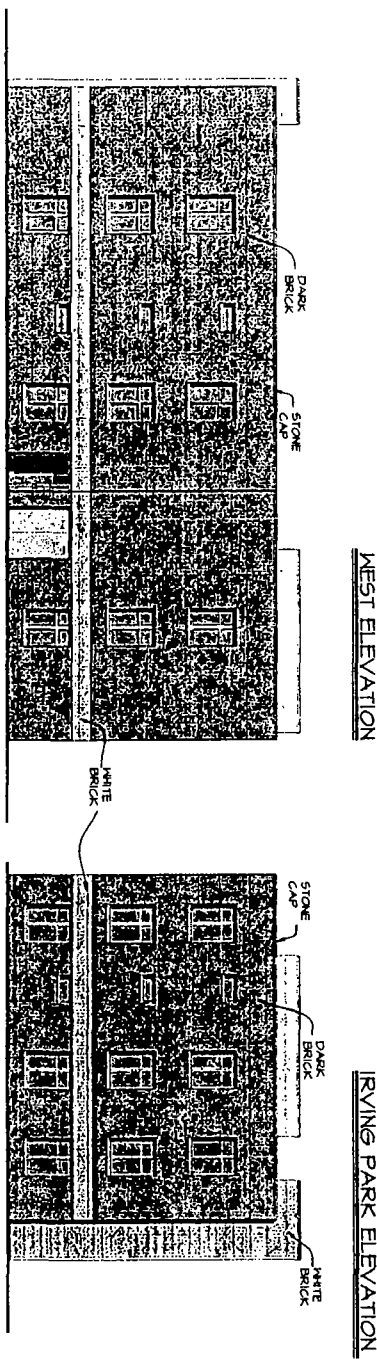 WEST ELEVATION
DARK
BRICK
STONE
CAP
WHITE
BRICK
IRVING PARK ELEVATION
STONE
CAP
DARK
BRICK
WHITE
BRICK